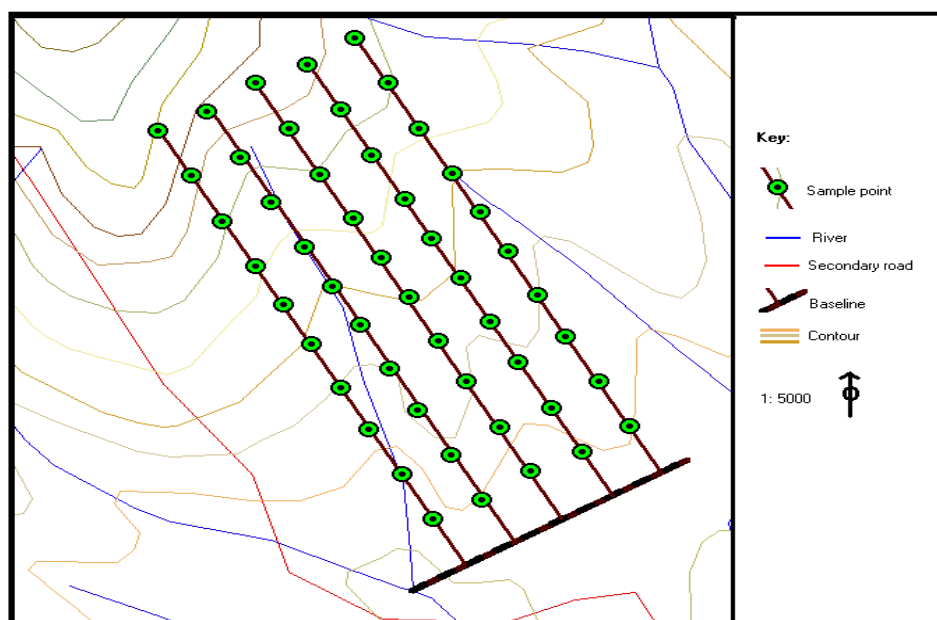 Key:
Sample point
River
Secondary road
Baseline
Contour
1: 5000